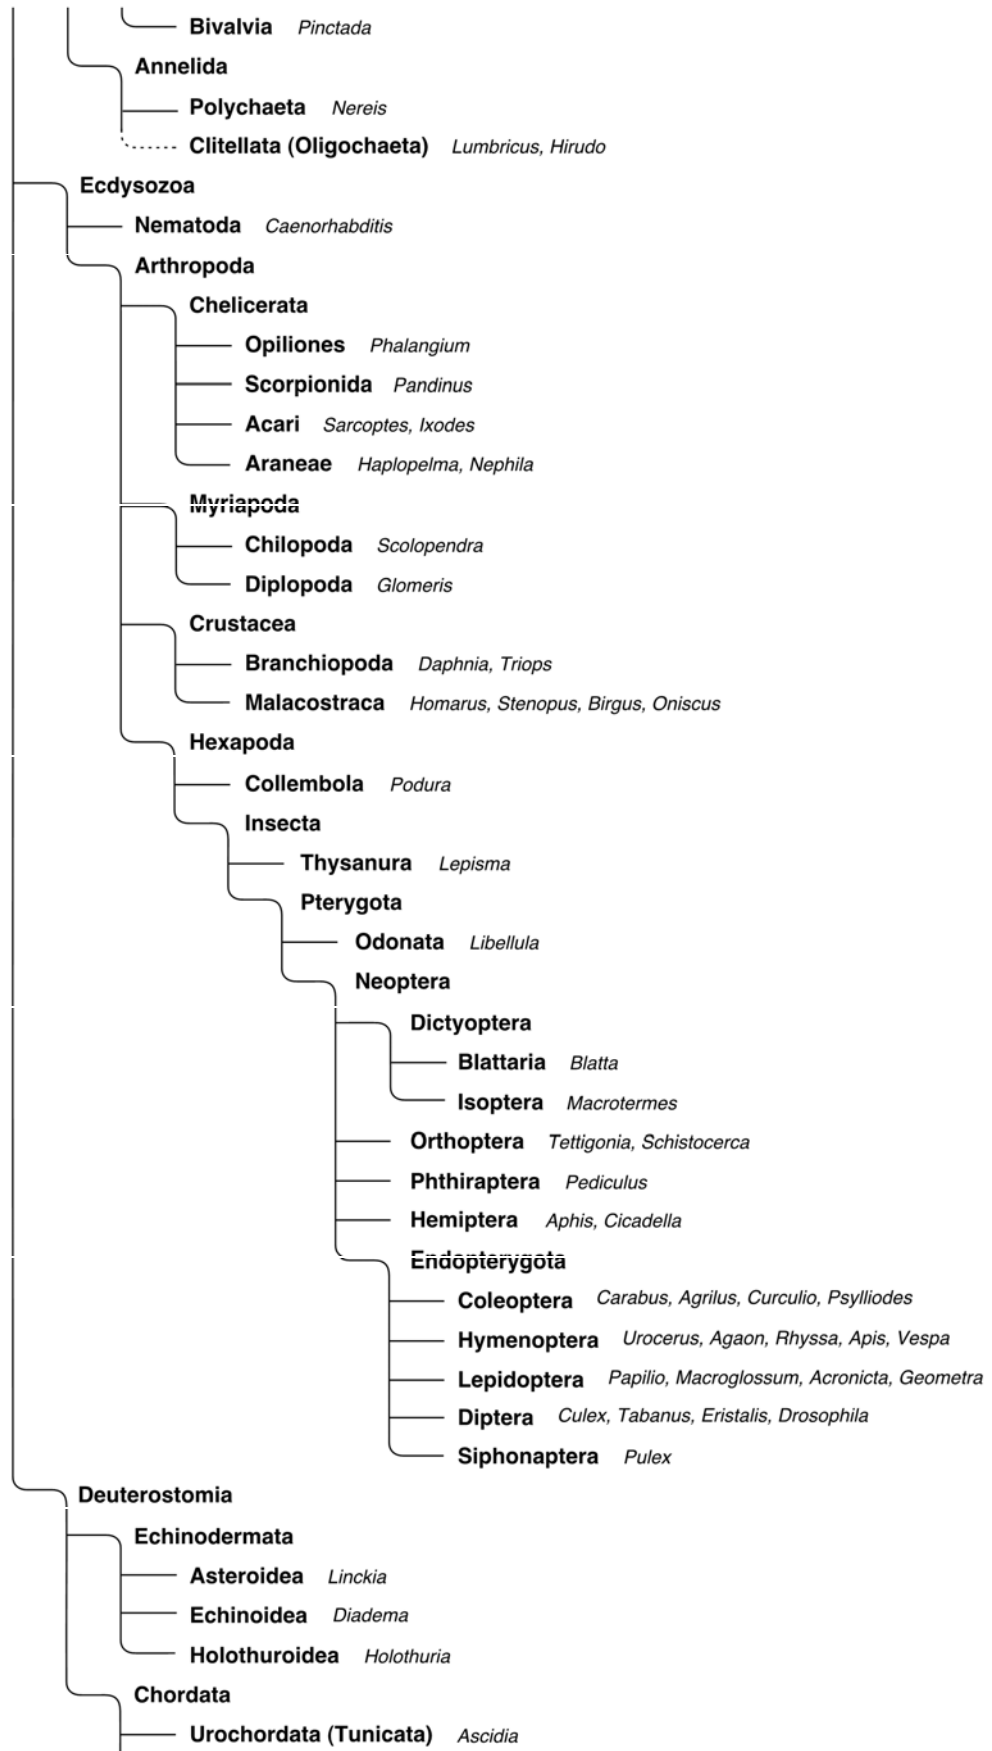 Bivalvia Pinctada
Annelida
Polychaeta Nereis
Clitellata (Oligochaeta) Lumbricus, Hirudo
Ecdysozoa
Nematoda Caenorhabditis
Arthropoda
Chelicerata
Opiliones Phalangium
Scorpionida Pandinus
Acari Sarcoptes, Ixodes
Araneae Haplopelma, Nephila
Myriapoda
Chilopoda Scolopendra
Diplopoda Glomeris
Crustacea
Branchiopoda Daphnia, Triops
Malacostraca Homarus, Stenopus, Birgus, Oniscus
Hexapoda
Collembola Podura
Insecta
Thysanura Lepisma
Pterygota
Odonata Libellula
Neoptera
Dictyoptera
Blattaria Blatta
Isoptera Macrotermes
Orthoptera Tettigonia, Schistocerca
Phthiraptera Pediculus
Hemiptera Aphis, Cicadella
Endopterygota
Coleoptera Carabus, Agrilus, Curculio, Psylliodes
Hymenoptera Urocerus, Agaon, Rhyssa, Apis, Vespa
Lepidoptera Papilio, Macroglossum, Acronicta, Geometra
Diptera Culex, Tabanus, Eristalis, Drosophila
Siphonaptera Pulex
Deuterostomia
Echinodermata
Asteroidea Linckia
Echinoidea Diadema
Holothuroidea Holothuria
Chordata
Urochordata (Tunicata) Ascidia